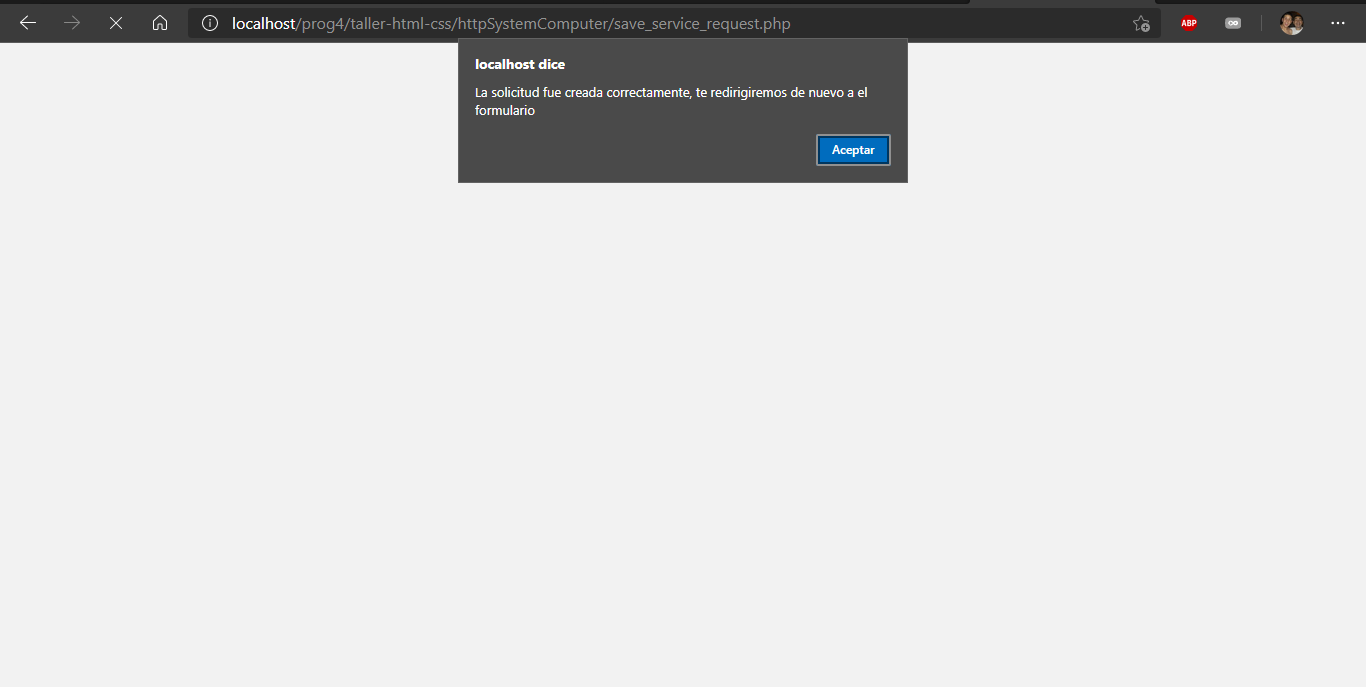 localhost/prog4/taller-html-css/httpSystemComputer/save_service_request.php
ABP
localhost dice
La solicitud fue creada correctamente, te redirigiremos de nuevo a el
formulario
Aceptar